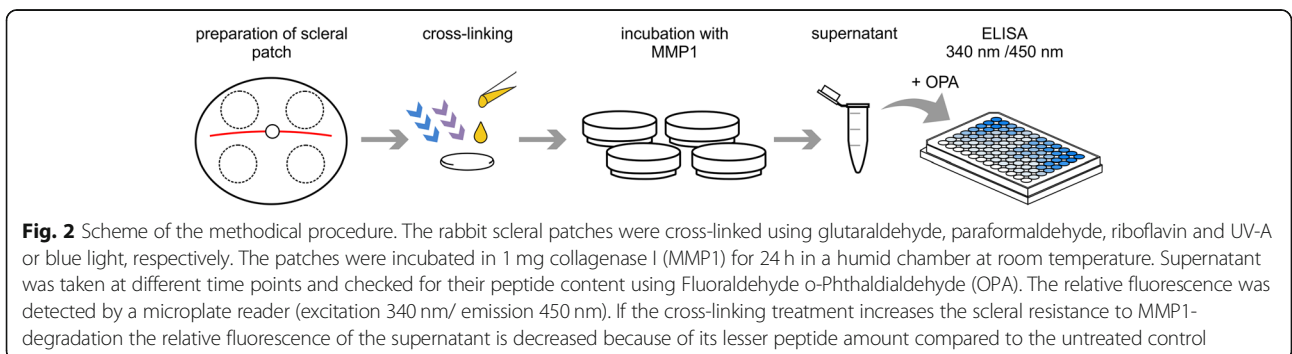 preparation of scleral patch
cross-linking
incubation with MMP1
supernatant
ELISA
340 nm /450 nm
+ OPA
Fig. 2 Scheme of the methodical procedure. The rabbit scleral patches were cross-linked using glutaraldehyde, paraformaldehyde, riboflavin and UV-A
or blue light, respectively. The patches were incubated in 1 mg collagenase I (MMP1) for 24 h in a humid chamber at room temperature. Supernatant
was taken at different time points and checked for their peptide content using Fluoraldehyde o-Phthaldialdehyde (OPA). The relative fluorescence was
detected by a microplate reader (excitation 340 nm/ emission 450 nm). If the cross-linking treatment increases the scleral resistance to MMP1-
degradation the relative fluorescence of the supernatant is decreased because of its lesser peptide amount compared to the untreated control